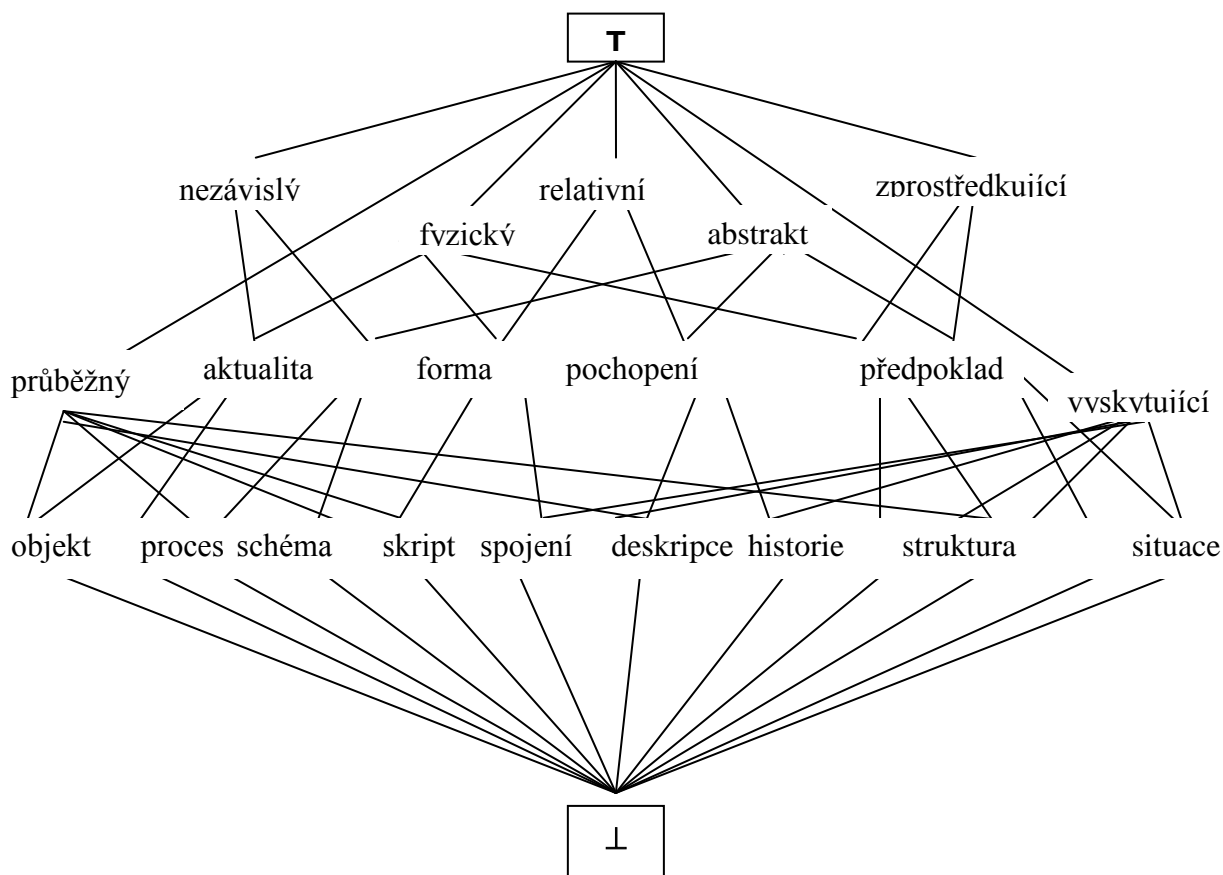 T
nezávislý relativní zprostředkující
fyzický abstrakt
průběžný aktualita forma pochopení předpoklad vyskytující
objekt proces schéma skript spojení deskripce historie struktura situace
⊥